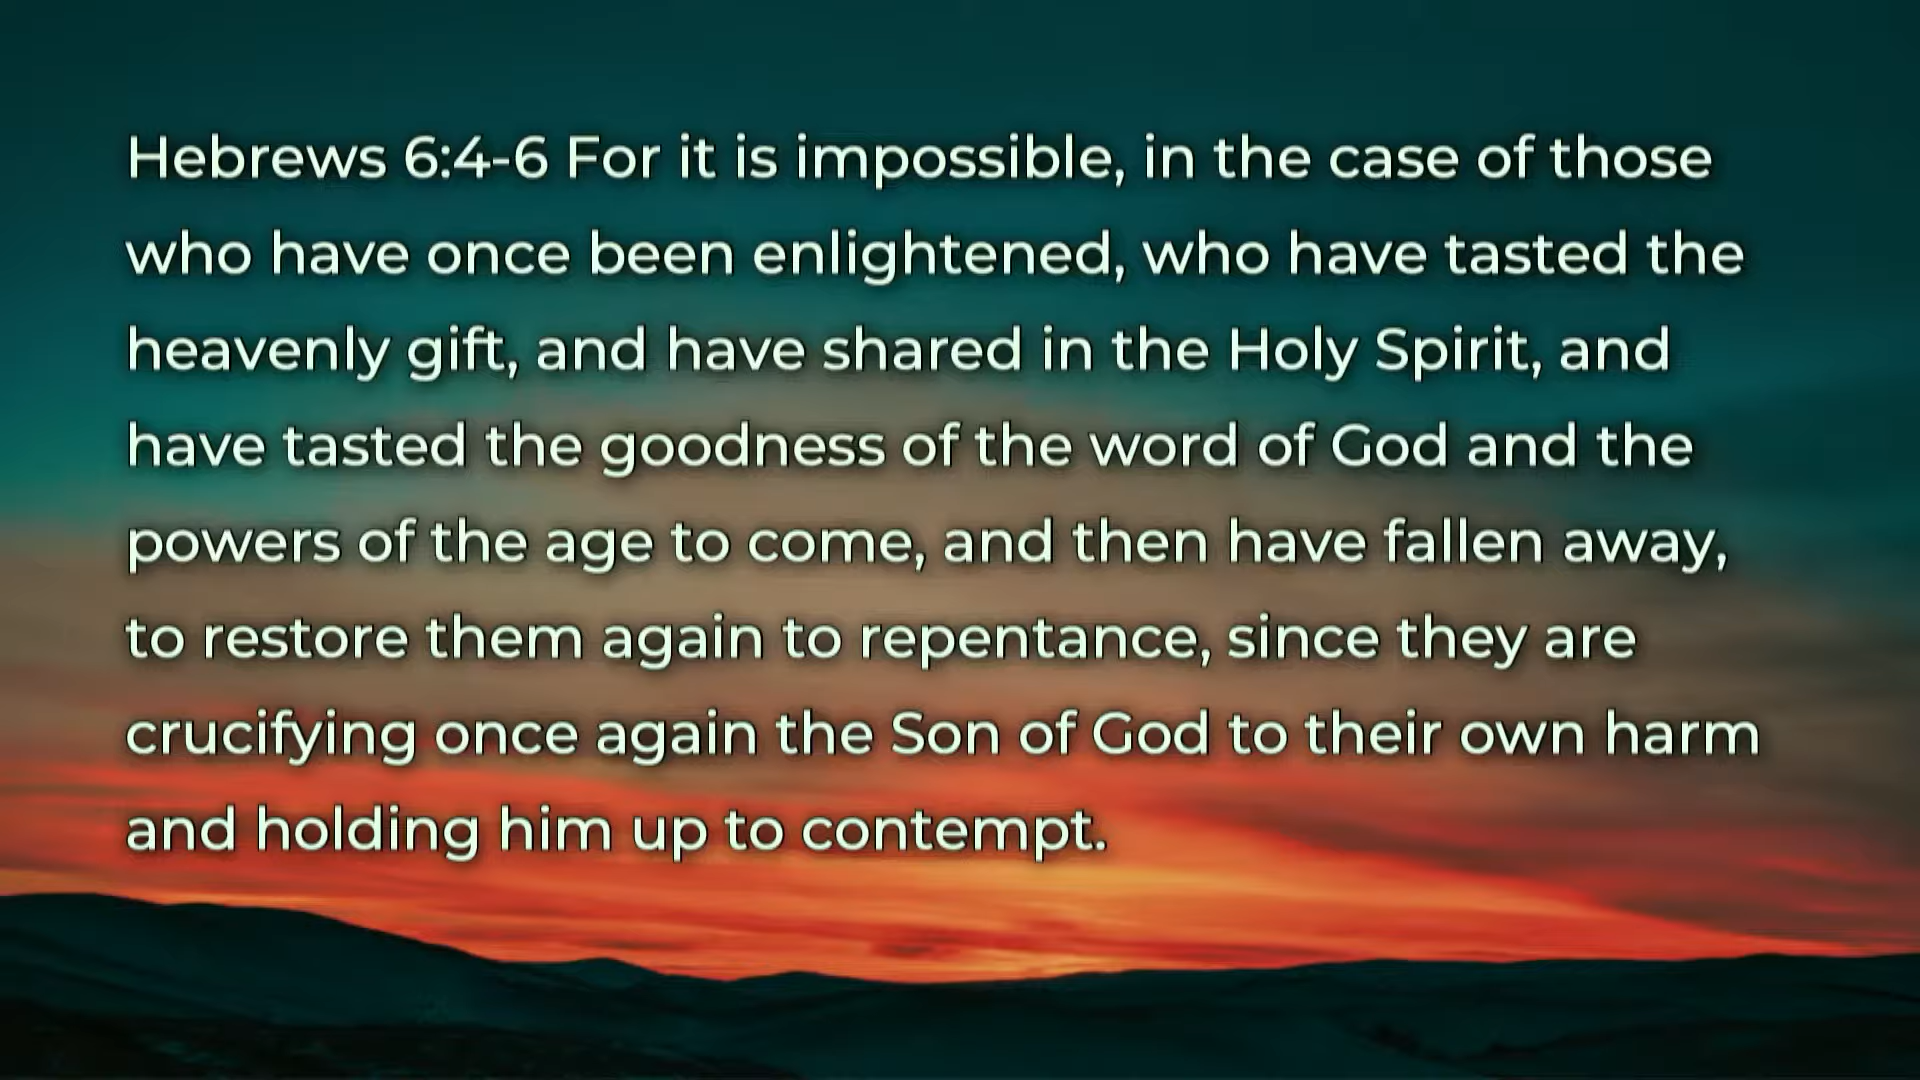 Hebrews 6:4-6 For it is impossible, in the case of those
who have once been enlightened, who have tasted the
heavenly gift, and have shared in the Holy Spirit, and
have tasted the goodness of the word of God and the
powers of the age to come, and then have fallen away,
to restore them again to repentance, since they are
crucifying once again the Son of God to their own harm
and holding him up to contempt.